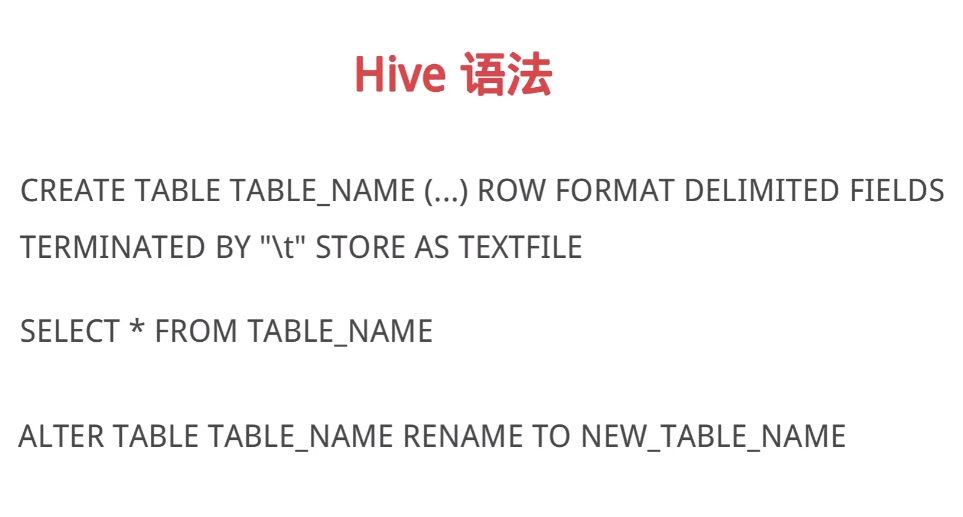 Hive 语法
CREATE TABLE TABLE_NAME (...) ROW FORMAT DELIMITED FIELDS
TERMINATED BY "\t" STORE AS TEXTFILE
SELECT * FROM TABLE_NAME
ALTER TABLE TABLE_NAME RENAME TO NEW_TABLE_NAME